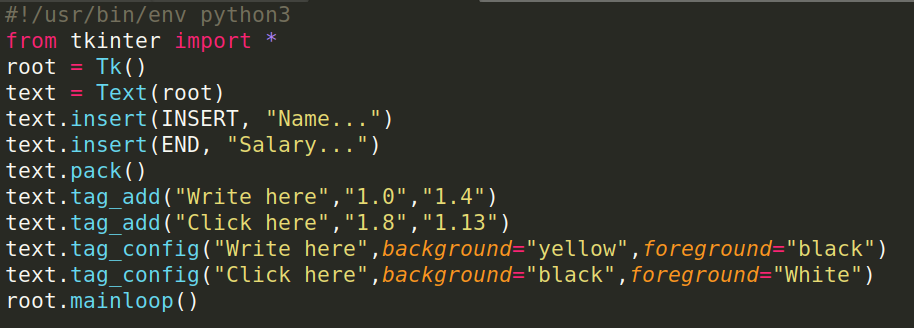 #!/usr/bin/env python3
from tkinter import *
root = Tk()
text = Text(root)
text.insert(INSERT, "Name...")
text.insert(END, "Salary...")
text.pack()
text.tag_add("Write here","1.0","1.4")
text.tag_add("Click here","1.8","1.13")
text.tag_config("Write here",background="yellow",foreground="black")
text.tag_config("Click here",background="black",foreground="White")
root.mainloop()